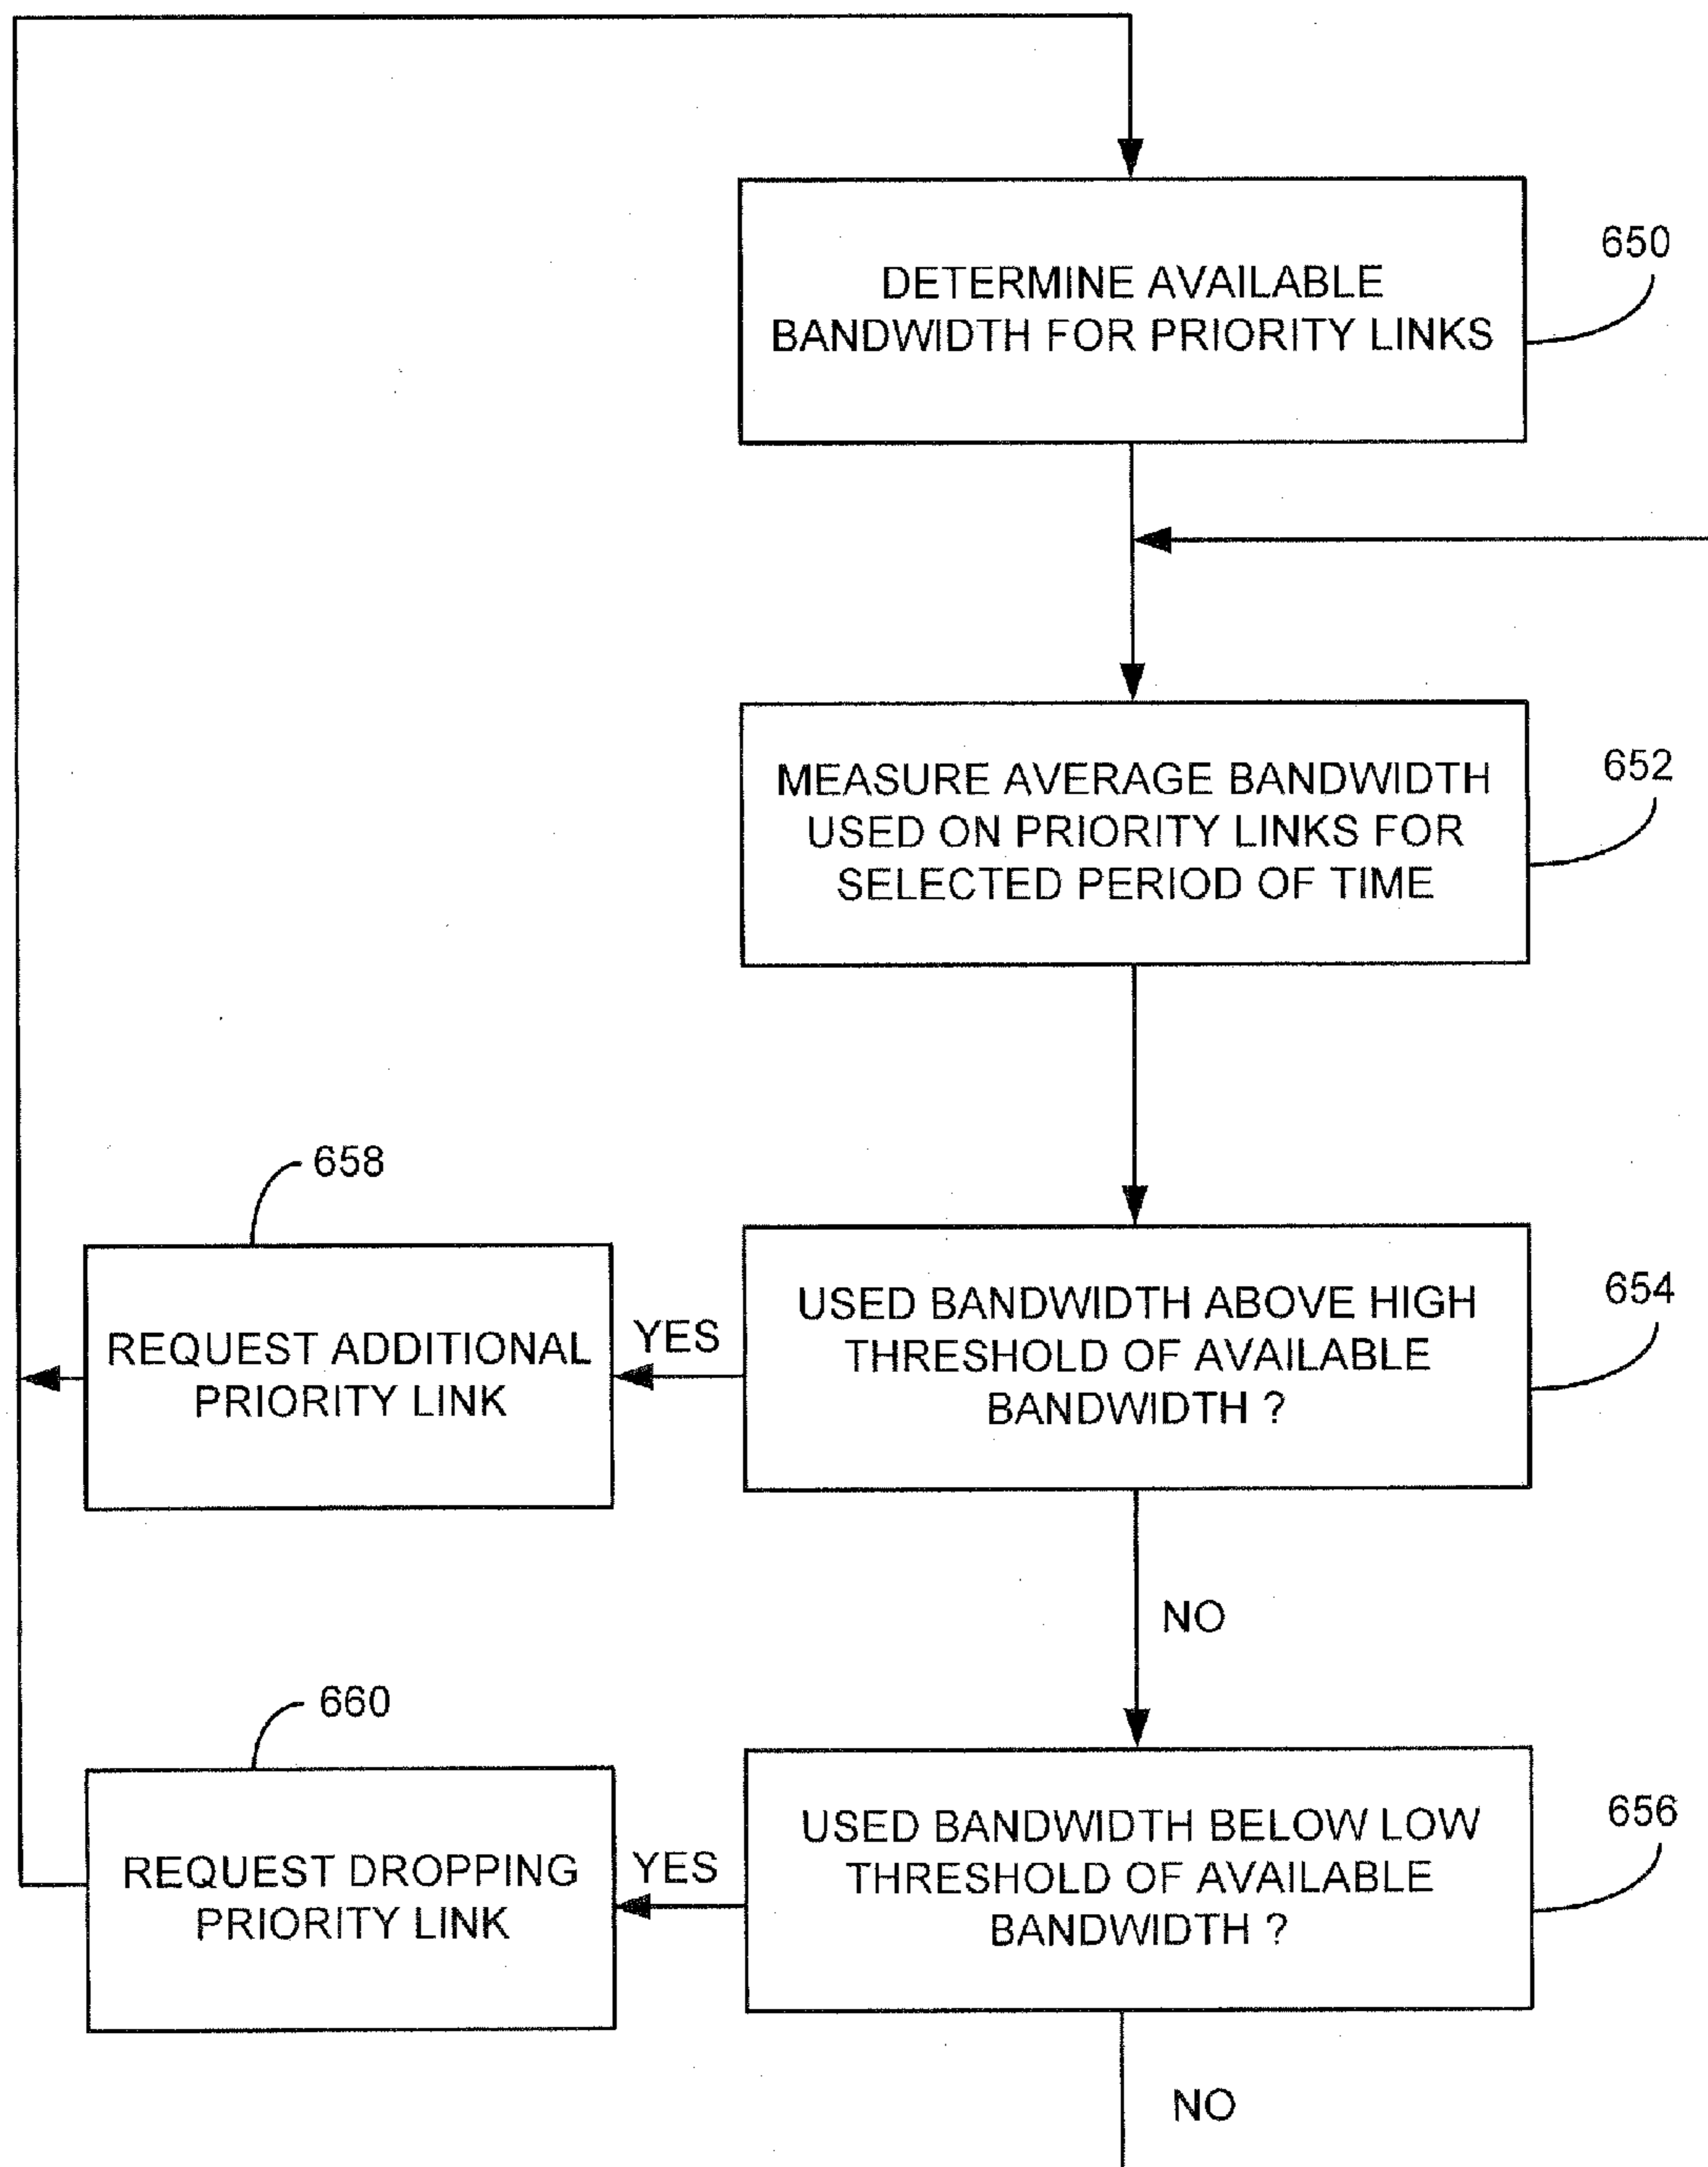 DETERMINE AVAILABLE
BANDWIDTH FOR PRIORITY LINKS
650
MEASURE AVERAGE BANDWIDTH
USED ON PRIORITY LINKS FOR
SELECTED PERIOD OF TIME
652
658
REQUEST ADDITIONAL
PRIORITY LINK
YES
USED BANDWIDTH ABOVE HIGH
THRESHOLD OF AVAILABLE
BANDWIDTH ?
654
NO
660
REQUEST DROPPING
PRIORITY LINK
YES
USED BANDWIDTH BELOW LOW
THRESHOLD OF AVAILABLE
BANDWIDTH ?
656
NO